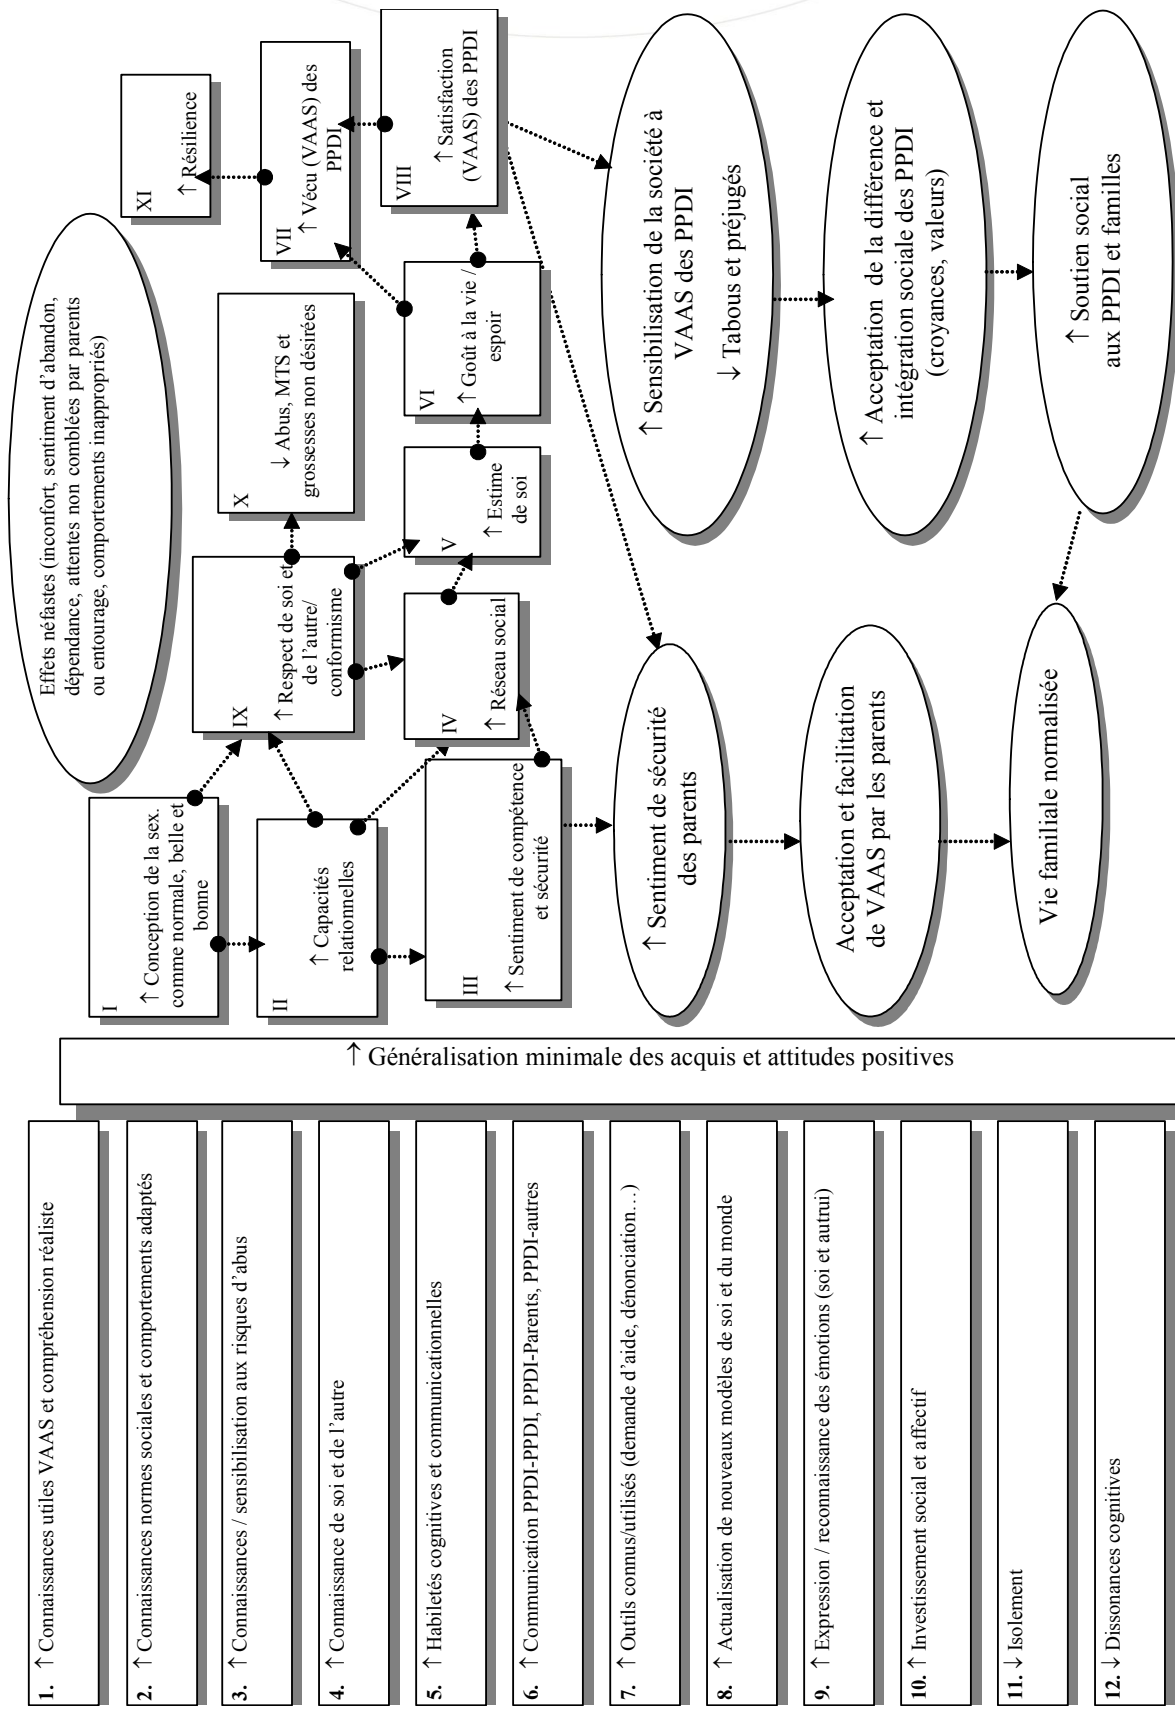 1. ↑ Connaissances utiles VAAS et compréhension réaliste
2. ↑ Connaissances normes sociales et comportements adaptés
3. ↑ Connaissances / sensibilisation aux risques d'abus
4. ↑ Connaissance de soi et de l'autre
5. ↑ Habiletés cognitives et communicationnelles
6. ↑ Communication PPDI-PPDI, PPDI-Parents, PPDI-autres
7. ↑ Outils connus/utilisés (demande d'aide, dénonciation…)
8. ↑ Actualisation de nouveaux modèles de soi et du monde
9. ↑ Expression / reconnaissance des émotions (soi et autrui)
10. ↑ Investissement social et affectif
11. ↓ Isolement
12. ↓ Dissonances cognitives
↑ Généralisation minimale des acquis et attitudes positives
I
↑ Conception de la sex.
comme normale, belle et
bonne
II
↑ Capacités
relationnelles
III
↑ Sentiment de compétence
et sécurité
IV
↑ Réseau social
V
↑ Estime
de soi
VI
↑ Goût à la vie /
espoir
VII
↑ Vécu (VAAS) des
PPDI
VIII
↑ Satisfaction
(VAAS) des PPDI
IX
↑ Respect de soi et
de l'autre/
conformisme
X
↓ Abus, MTS et
grossesses non désirées
XI
↑ Résilience
Effets néfastes (inconfort, sentiment d'abandon,
dépendance, attentes non comblées par parents
ou entourage, comportements inappropriés)
↑ Sentiment de sécurité
des parents
Acceptation et facilitation
de VAAS par les parents
Vie familiale normalisée
↑ Sensibilisation de la société à
VAAS des PPDI
↓ Tabous et préjugés
↑ Acceptation de la différence et
intégration sociale des PPDI
(croyances, valeurs)
↑ Soutien social
aux PPDI et familles